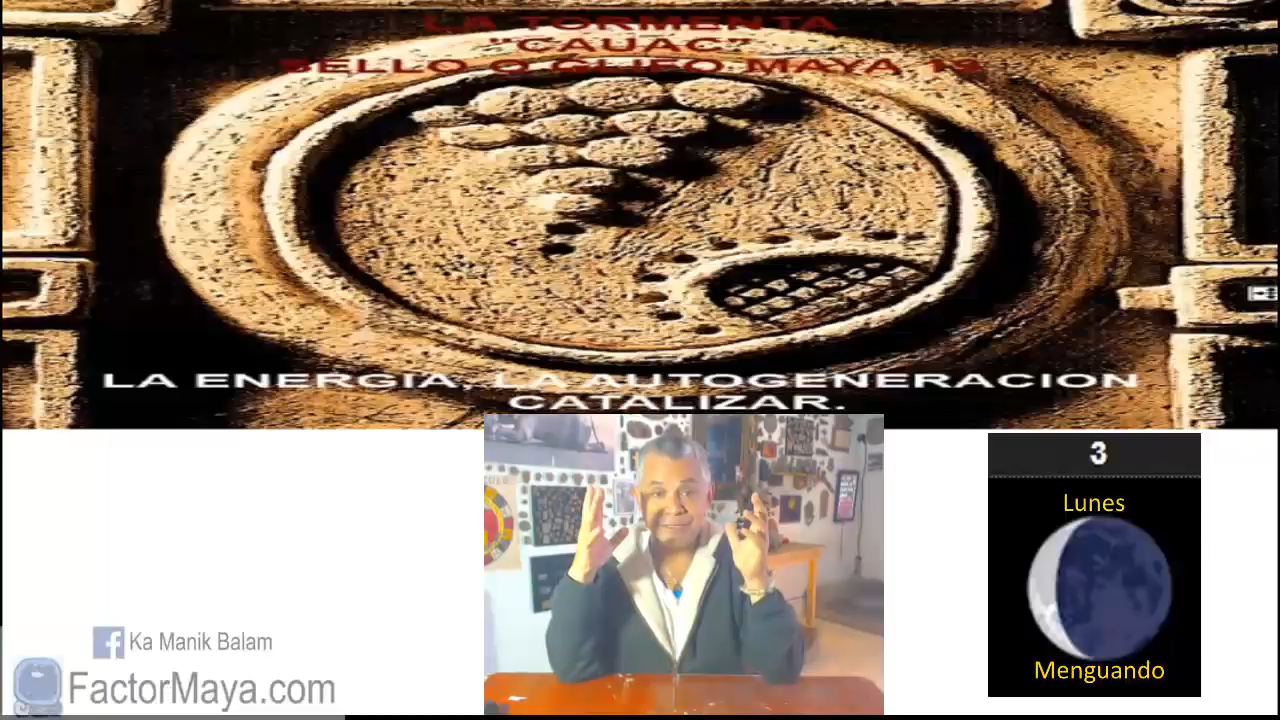 LA TORMENTA
"CAUAC"
SELLO O GLIFO MAYA 19
LA ENERGIA, LA AUTOGENERACION
CATALIZAR.
3
Lunes
Menguando
Ka Manik Balam
FactorMaya.com